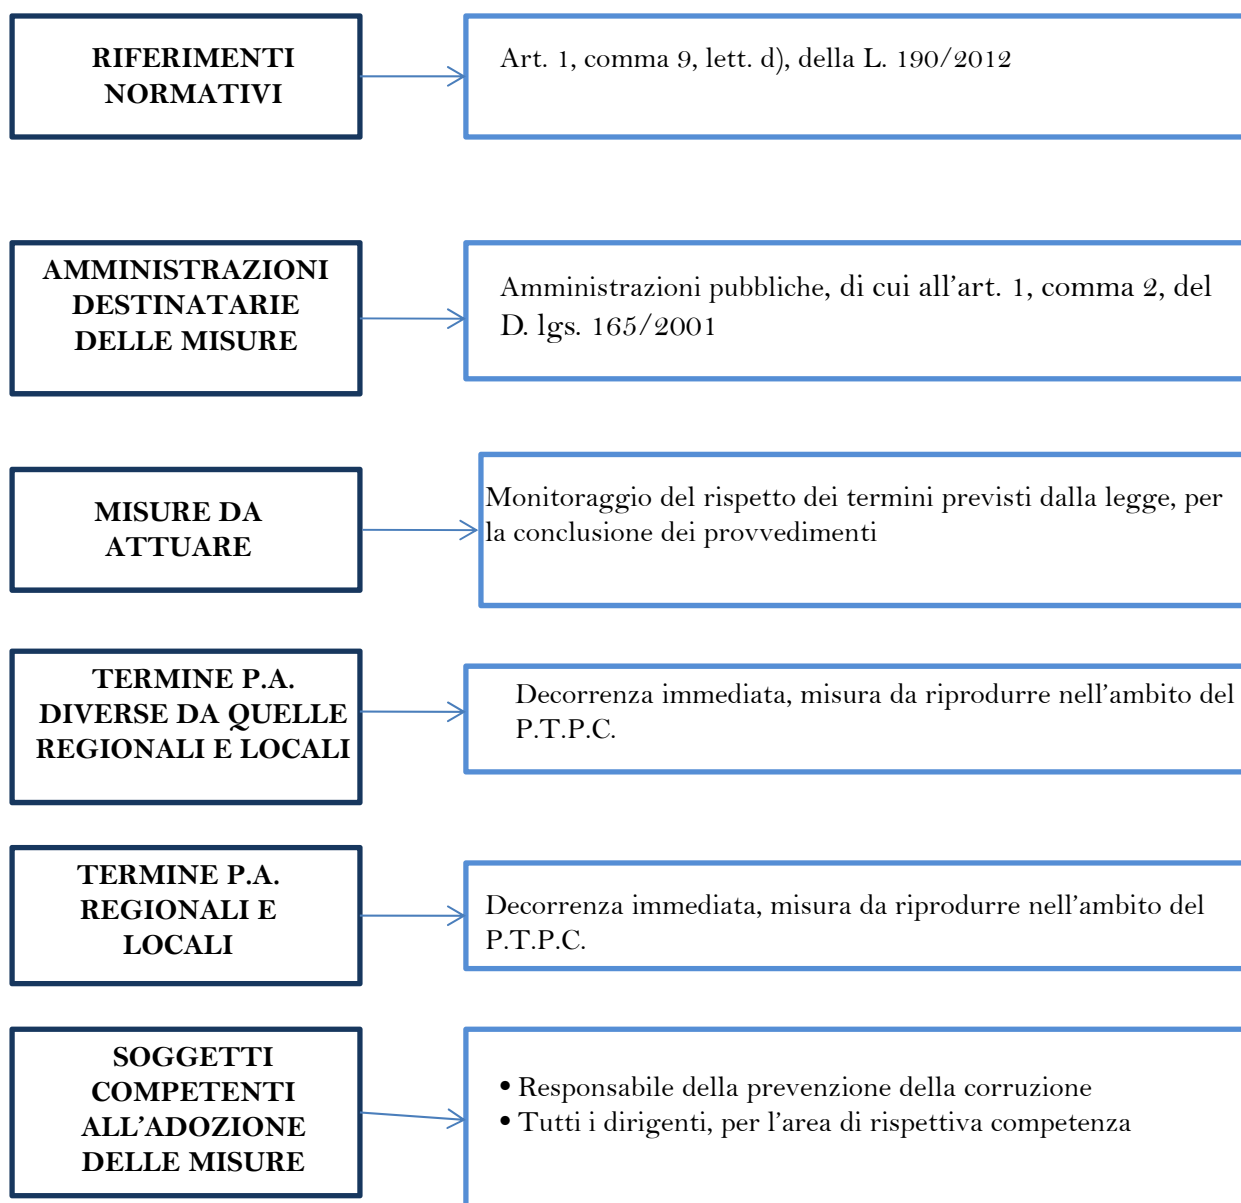 RIFERIMENTI
NORMATIVI
Art. 1, comma 9, lett. d), della L. 190/2012
AMMINISTRAZIONI
DESTINATARIE
DELLE MISURE
Amministrazioni pubbliche, di cui all’art. 1, comma 2, del
D. lgs. 165/2001
MISURE DA
ATTUARE
Monitoraggio del rispetto dei termini previsti dalla legge, per
la conclusione dei provvedimenti
TERMINE P.A.
DIVERSE DA QUELLE
REGIONALI E LOCALI
Decorrenza immediata, misura da riprodurre nell’ambito del
P.T.P.C.
TERMINE P.A.
REGIONALI E
LOCALI
Decorrenza immediata, misura da riprodurre nell’ambito del
P.T.P.C.
SOGGETTI
COMPETENTI
ALL’ADOZIONE
DELLE MISURE
• Responsabile della prevenzione della corruzione
• Tutti i dirigenti, per l’area di rispettiva competenza